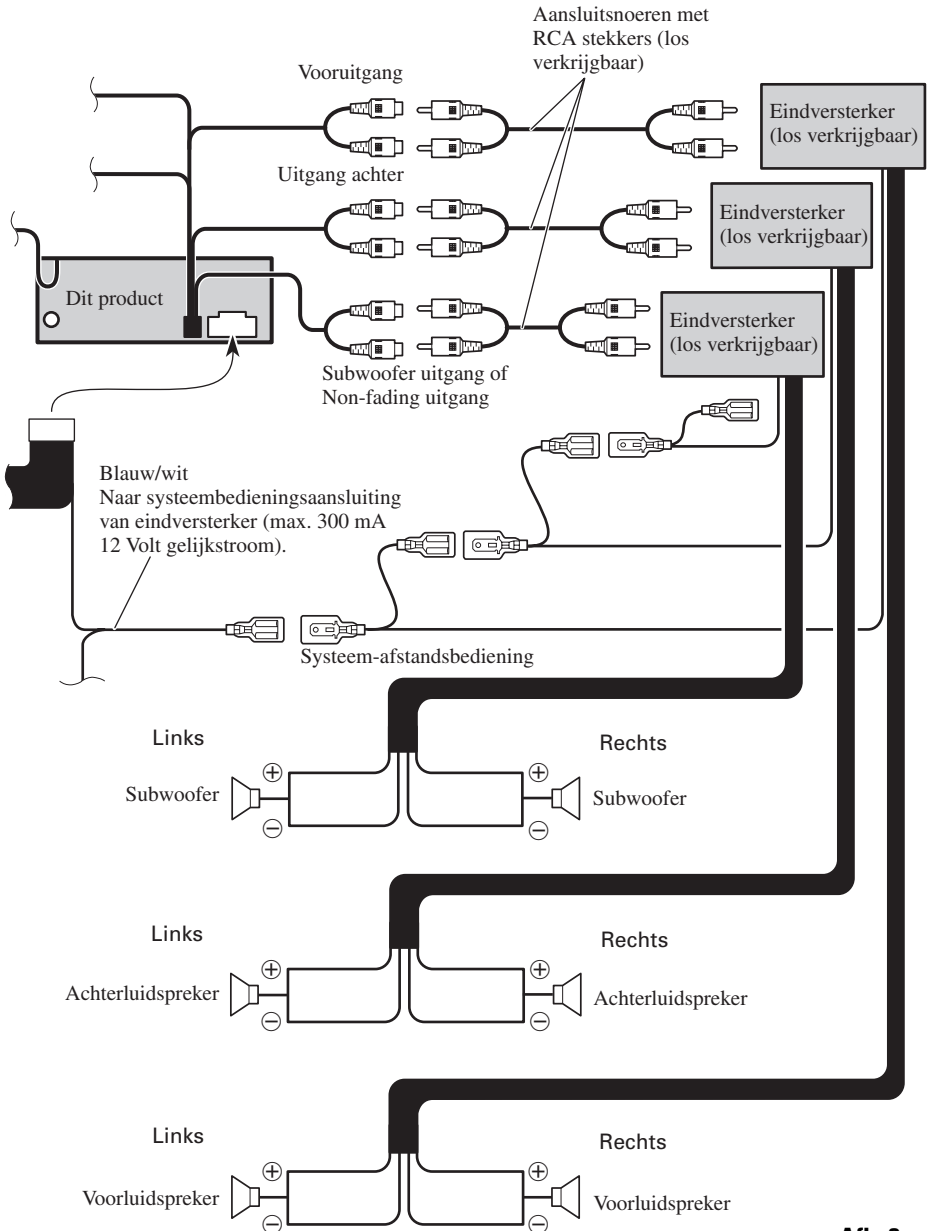 Aansluitsnoeren met
RCA stekkers (los
verkrijgbaar)
Vooruitgang
Eindversterker
(los verkrijgbaar)
Uitgang achter
Eindversterker
(los verkrijgbaar)
Dit product
Eindversterker
(los verkrijgbaar)
Subwoofer uitgang of
Non-fading uitgang
Blauw/wit
Naar systeembedieningsaansluiting
van eindversterker (max. 300 mA
12 Volt gelijkstroom).
Systeem-afstandsbediening
Links
Rechts
⊕
⊕
Subwoofer
Subwoofer
⊖
⊖
Links
Rechts
⊕
⊕
Achterluidspreker
Achterluidspreker
⊖
⊖
Links
Rechts
⊕
⊕
Voorluidspreker
Voorluidspreker
⊖
⊖